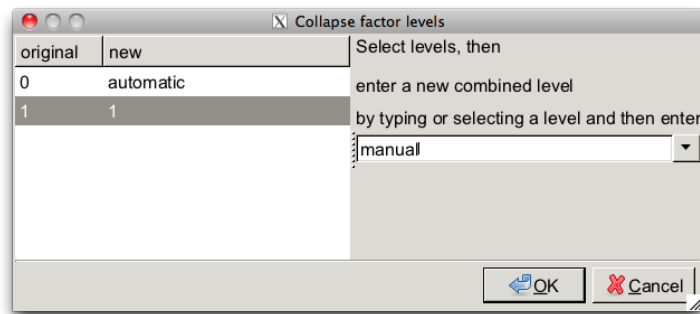 Collapse factor levels
original new
0 automatic
1 1
Select levels, then
enter a new combined level
by typing or selecting a level and then enter
manual
OK Cancel